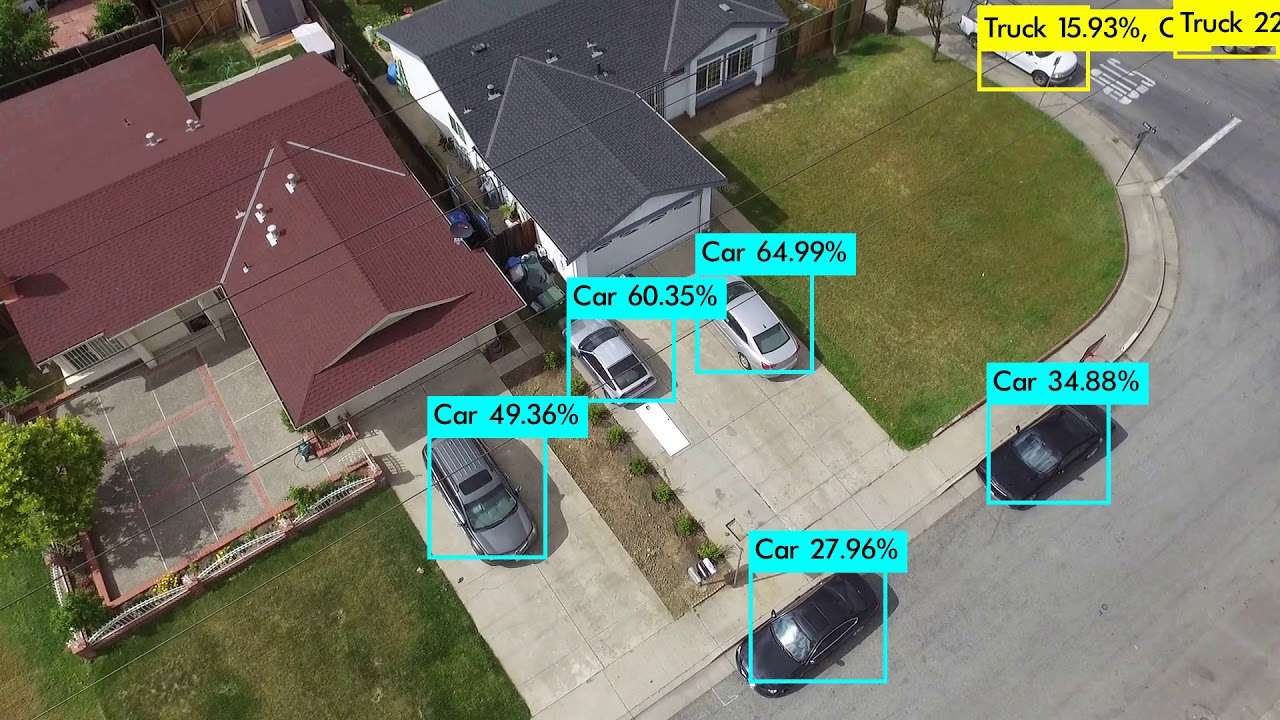 Truck 15.93%, C
Truck 22
Car 64.99%
Car 60.35%
Car 34.88%
Car 49.36%
Car 27.96%